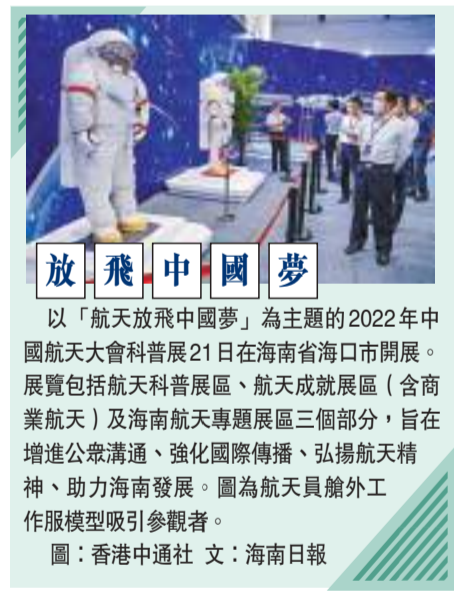 放飛中國夢
以「航天放飛中國夢」為主題的2022年中
國航天大會科普展21日在海南省海口市開展。
展覽包括航天科普展區、航天成就展區（含商
業航天）及海南航天專題展區三個部分，旨在
增進公衆溝通、強化國際傳播、弘揚航天精
神、助力海南發展。圖為航天員艙外工
作服模型吸引參觀者。
圖：香港中通社 文：海南日報